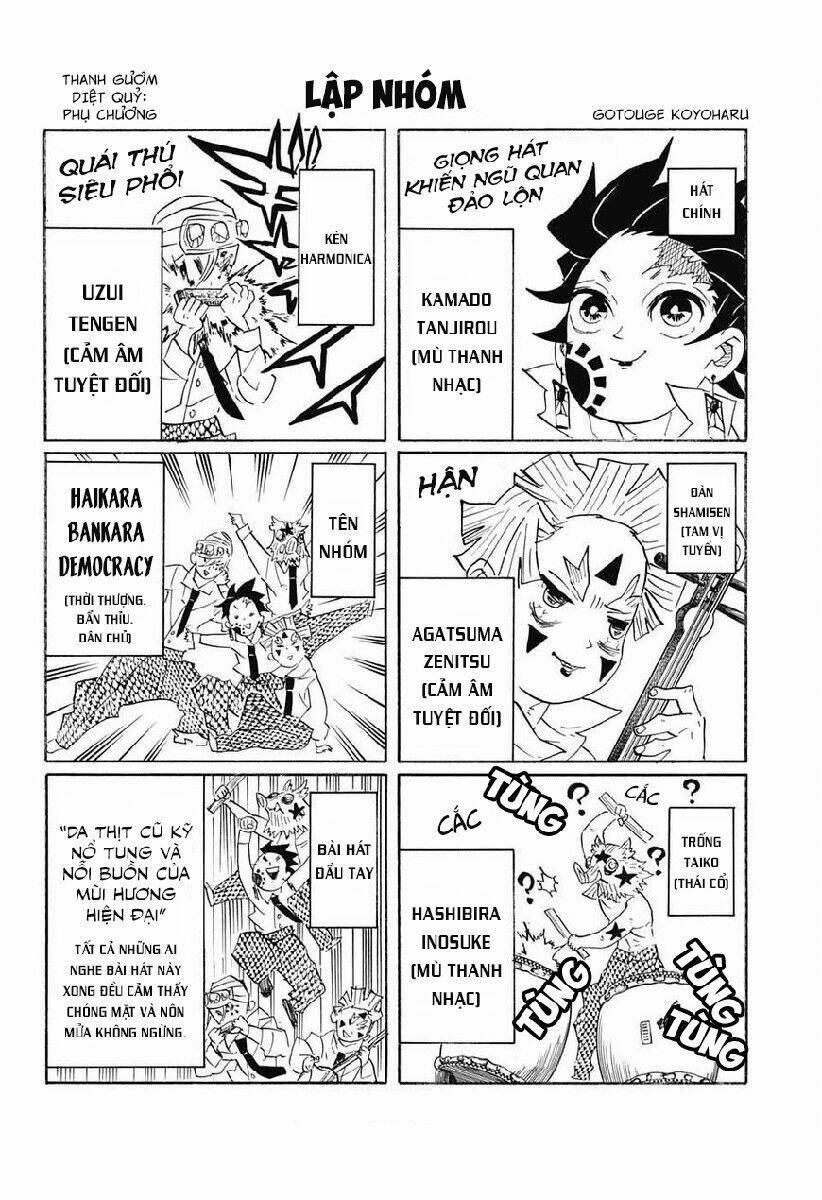 THANH GƯƠM
DIỆT QUỶ:
PHỤ CHƯƠNG
LẬP NHÓM
GOTOUGE KOYOHARU
HÁT
CHÍNH
GIỌNG HÁT
KHIẾN NGŨ QUAN
ĐẢO LỘN
KAMADO
TANJIROU
(MÙ THANH
NHẠC)
ĐÀN
SHAMISEN
(TAM VỊ
TUYẾN)
HẬN
AGATSUMA
ZENITSU
(CẢM ÂM
TUYỆT ĐỐI)
TRỐNG
TAIKO
(THÁI CỔ)
?
CẮC
?
TÙNG
CẮC
?
HASHIBIRA
INOSUKE
(MÙ THANH
NHẠC)
TÙNG
TÙNG
TÙNG
KÈN
HARMONICA
QUÁI THÚ
SIÊU PHỔI
UZUI
TENGEN
(CẢM ÂM
TUYỆT ĐỐI)
TÊN
NHÓM
HAIKARA
BANKARA
DEMOCRACY
(THỜI THƯỢNG.
BẨN THỈU.
DÂN CHỦ)
BÀI HÁT
ĐẦU TAY
"DA THỊT CŨ KỸ
NỔ TUNG VÀ
NỖI BUỒN CỦA
MÙI HƯƠNG
HIỆN ĐẠI"
TẤT CẢ NHỮNG AI
NGHE BÀI HÁT NÀY
XONG ĐỀU CẢM THẤY
CHÓNG MẶT VÀ NÔN
MỬA KHÔNG NGỪNG.